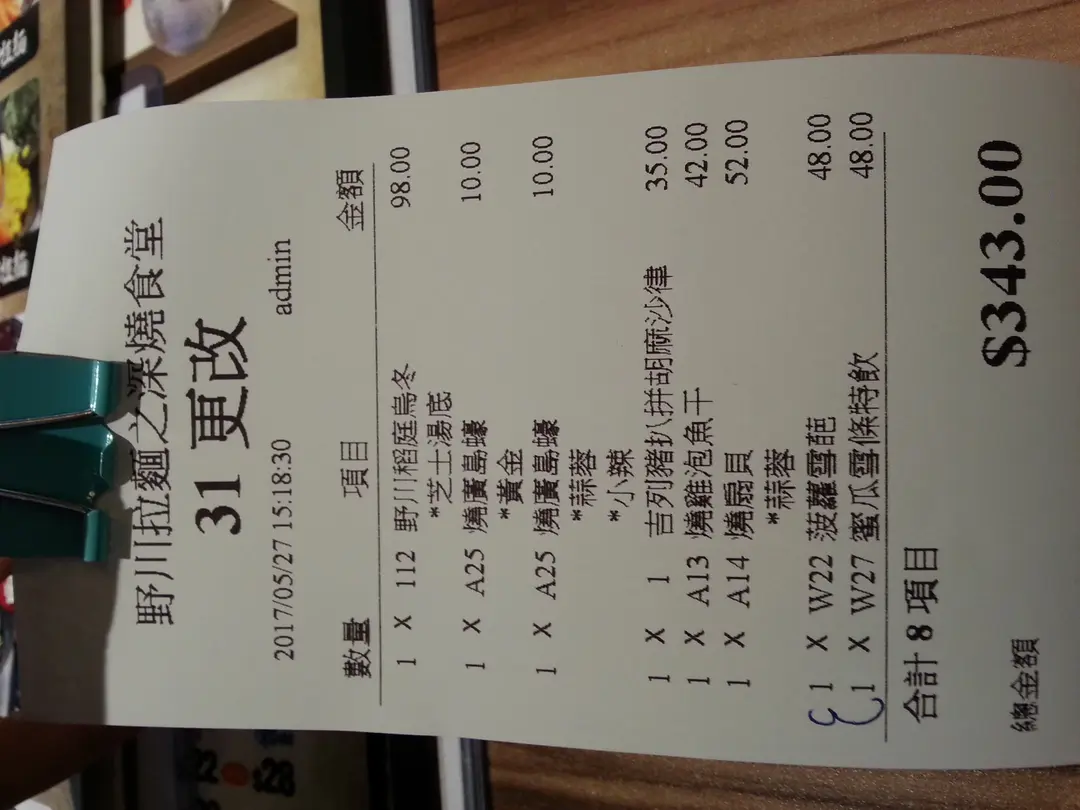 野川拉麵之深燒食堂
31 更改
2017/05/27 15:18:30 admin
數量 項目 金額
1 X 112 野川稻庭烏冬 98.00
*芝士湯底
1 X A25 燒廣島蠔 10.00
*黃金
1 X A25 燒廣島蠔 10.00
*蒜蓉
*小辣
1 X 1 吉列豬扒拼胡麻沙律 35.00
1 X A13 燒雞泡魚干 42.00
1 X A14 燒扇貝 52.00
*蒜蓉
1 X W22 菠蘿雪葩 48.00
1 X W27 蜜瓜雪條特飲 48.00
合計 8 項目
總金額 $343.00